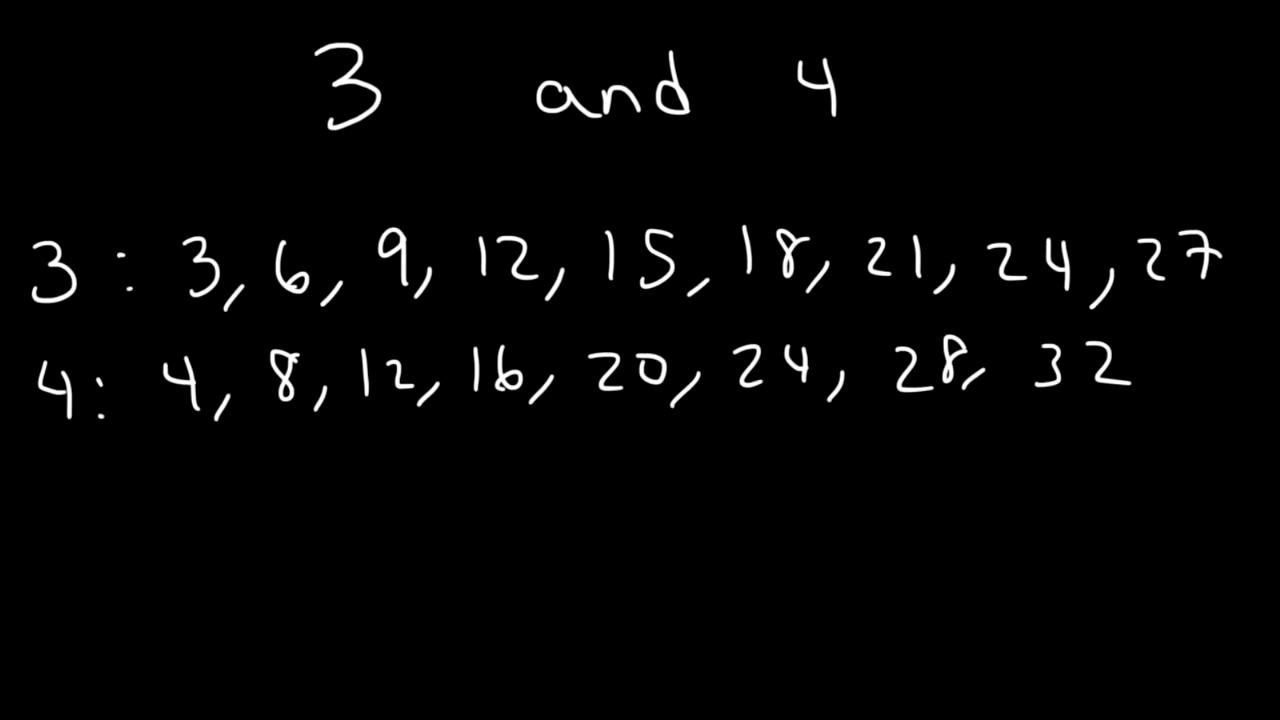 3 and 4
3: 3, 6, 9, 12, 15, 18, 21, 24, 27
4: 4, 8, 12, 16, 20, 24, 28, 32